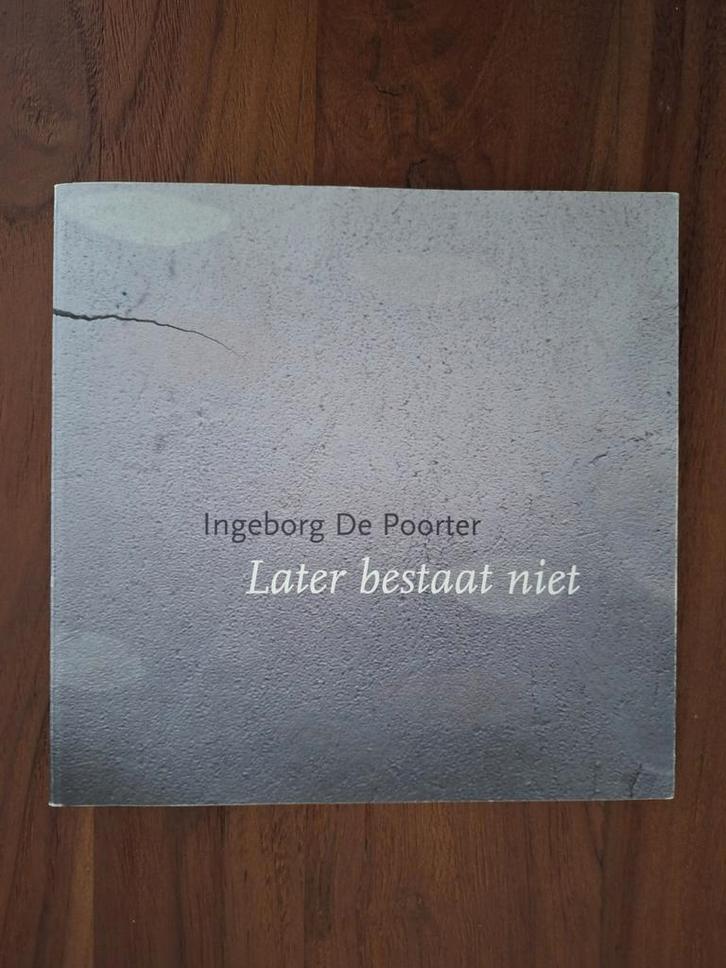 Ingeborg De Poorter
Later bestaat niet